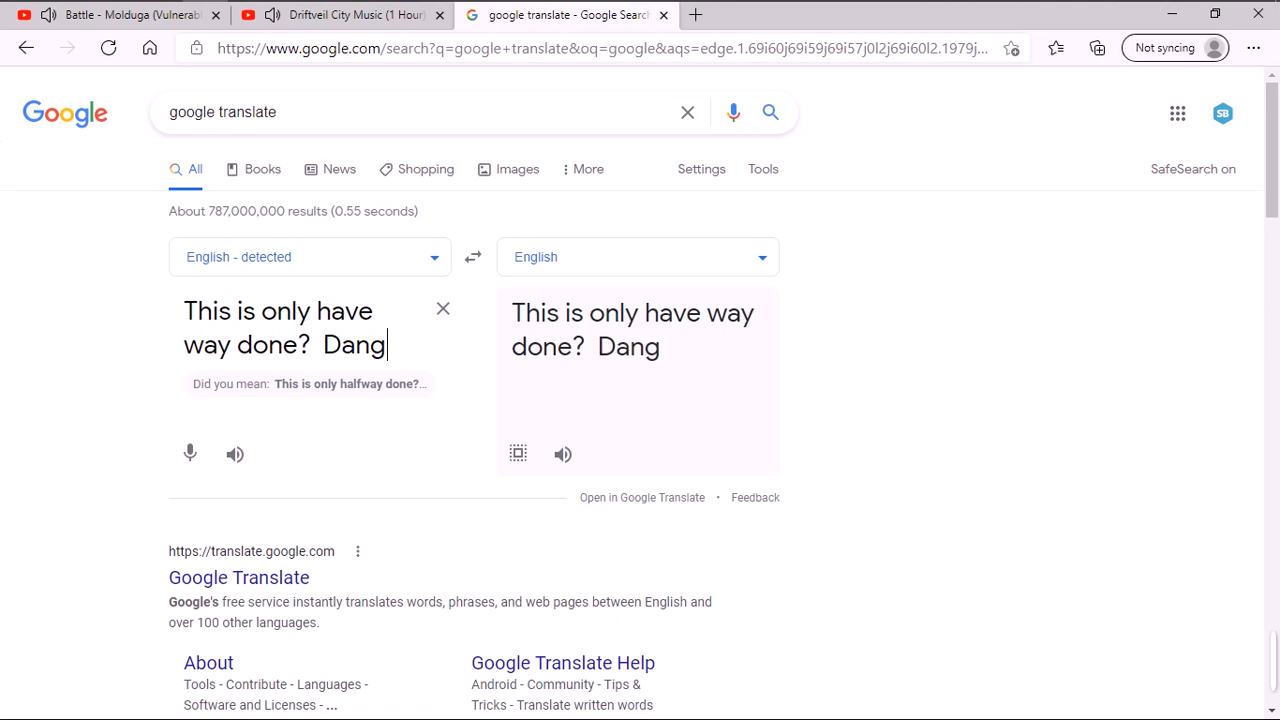 Battle - Molduga (Vulnerabl
Driftveil City Music (1 Hour)
google translate - Google Searc
https://www.google.com/search?q=google+translate&oq=google&aqs=edge.1.69i60j69i59j69i57j0l2j69i60l2.1979j...
Not syncing
Google
google translate
SB
All
Books
News
Shopping
Images
More
Settings
Tools
SafeSearch on
About 787,000,000 results (0.55 seconds)
English - detected
English
This is only have
way done?  Dang
This is only have way
done?  Dang
Did you mean: This is only halfway done?...
Open in Google Translate • Feedback
https://translate.google.com
Google Translate
Google's free service instantly translates words, phrases, and web pages between English and
over 100 other languages.
About
Tools - Contribute - Languages -
Software and Licenses - ...
Google Translate Help
Android - Community - Tips &
Tricks - Translate written words